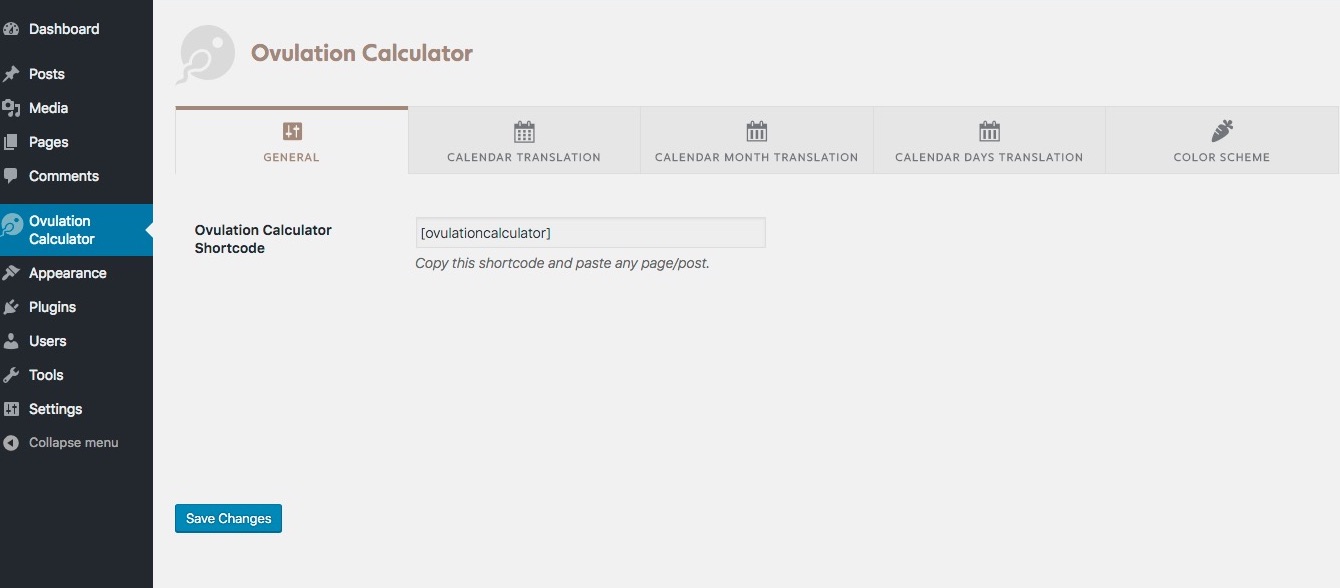 Dashboard
Posts
Media
Pages
Comments
Ovulation
Calculator
Appearance
Plugins
Users
Tools
Settings
Collapse menu
Ovulation Calculator
GENERAL
CALENDAR TRANSLATION
CALENDAR MONTH TRANSLATION
CALENDAR DAYS TRANSLATION
COLOR SCHEME
Ovulation Calculator
Shortcode
[ovulationcalculator]
Copy this shortcode and paste any page/post.
Save Changes